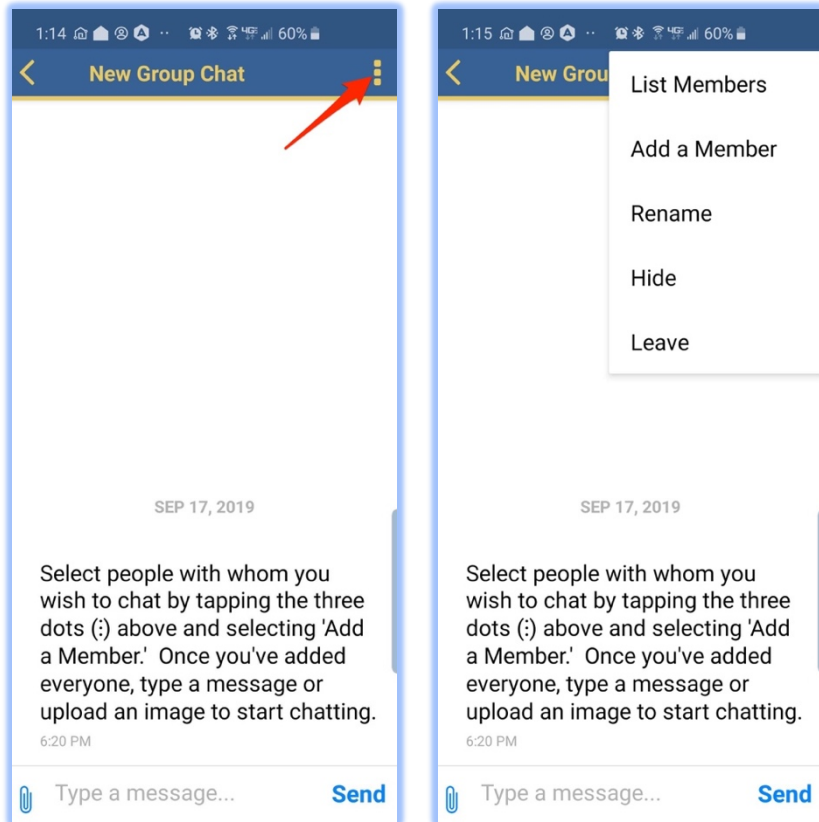 1:14 60%
New Group Chat
SEP 17, 2019
Select people with whom you
wish to chat by tapping the three
dots (⋮) above and selecting 'Add
a Member.'  Once you've added
everyone, type a message or
upload an image to start chatting.
6:20 PM
Type a message...
Send
1:15 60%
New Grou
List Members
Add a Member
Rename
Hide
Leave
SEP 17, 2019
Select people with whom you
wish to chat by tapping the three
dots (⋮) above and selecting 'Add
a Member.'  Once you've added
everyone, type a message or
upload an image to start chatting.
6:20 PM
Type a message...
Send